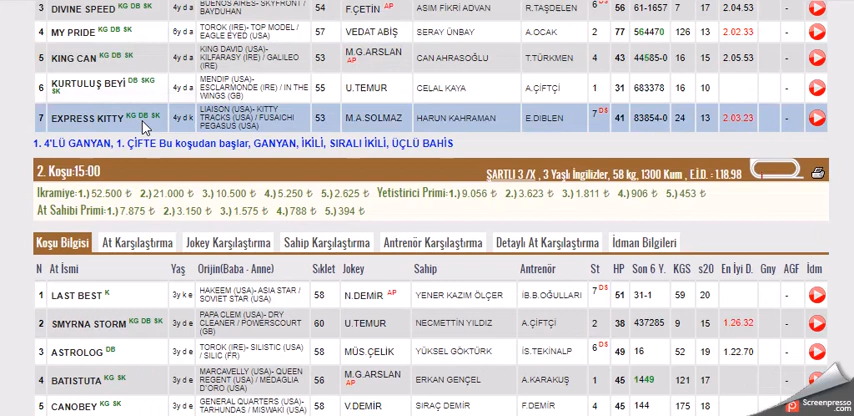 BUENOS AIRES- SKYFRONT /
3 DIVINE SPEED KG DB SK 4y d a BAYDUHAN 54 F.ÇETİN AP ASIM FİKRİ ADVAN R.TAŞDELEN 6 DS 56 61-1657 7 15 2.04.53
4 MY PRIDE KG DB SK 6y d k TOROK (IRE)- TOP MODEL / EAGLE EYED (USA) 57 VEDAT ABİŞ SERAY ÜNBAY A.OCAK 2 77 564470 126 13 2.02.33
5 KING CAN KG DB SK KING DAVID (USA)- KILFARASY (IRE) / GALILEO (IRE) 53 M.G.ARSLAN AP CAN AHRASOĞLU T.TÜRKMEN 4 43 44585-0 16 15
6 KURTULUŞ BEYİ DB SKG SK MENDIP (USA)- ESCLARMONDE (IRE) / IN THE WINGS (GB) 55 U.TEMUR CELAL KAYA A.ÇİFTÇİ 1 31 683378 16 10
7 EXPRESS KITTY KG DB SK 4y d k LIAISON (USA)- KITTY TRACKS (USA) / FUSAICHI PEGASUS (USA) 53 M.A.SOLMAZ HARUN KAHRAMAN E.DIBLEN 7 DS 41 83854-0 24 13 2.03.23
1. 4'LÜ GANYAN, 1. ÇİFTE Bu koşudan başlar, GANYAN, İKİLİ, SIRALI İKİLİ, ÜÇLÜ BAHİS
2. Koşu:15:00 ŞARTLI 3 /X , 3 Yaşlı İngilizler, 58 kg, 1300 Kum , E.İ.D. : 1.18.98
Ikramiye:1.) 52.500 ₺ 2.) 21.000 ₺ 3.) 10.500 ₺ 4.) 5.250 ₺ 5.) 2.625 ₺ Yetistirici Primi:1.) 9.056 ₺ 2.) 3.623 ₺ 3.) 1.811 ₺ 4.) 906 ₺ 5.) 453 ₺
At Sahibi Primi:1.) 7.875 ₺ 2.) 3.150 ₺ 3.) 1.575 ₺ 4.) 788 ₺ 5.) 394 ₺
Koşu Bilgisi At Karşılaştırma Jokey Karşılaştırma Sahip Karşılaştırma Antrenör Karşılaştırma Detaylı At Karşılaştırma İdman Bilgileri
N At İsmi Yaş Orijin(Baba - Anne) Sıklet Jokey Sahip Antrenör St HP Son 6 Y. KGS s20 En İyi D. Gny AGF İdm
1 LAST BEST K 3y k e HAKEEM (USA)- ASIA STAR / SOVIET STAR (USA) 58 N.DEMİR AP YENER KAZIM ÖLÇER İB.B.OĞULLARI 7 DS 51 31-1 59 20 -
2 SMYRNA STORM KG DB SK 3y d e PAPA CLEM (USA)- DRY CLEANER / POWERSCOURT (GB) 60 U.TEMUR NECMETTİN YILDIZ A.ÇİFTÇİ 2 38 437285 9 15 1.26.32 -
3 ASTROLOG DB 3y d e TOROK (IRE)- SILISTIC (USA) / SILIC (FR) 58 MÜS.ÇELİK YÜKSEL GÖKTÜRK İS.TEKİNALP 6 DS 49 16 52 19 1.22.70 -
4 BATISTUTA KG SK 3y d e MARCAVELLY (USA)- QUEEN REGENT (USA) / MEDAGLIA D'ORO (USA) 56 M.G.ARSLAN AP ERKAN GENÇEL A.KARAKUŞ 1 45 1449 121 17 -
5 CANOBEY KG SK 3y d e GENERAL QUARTERS (USA)- TARHUNDAS / MISWAKI (USA) 58 V.DEMİR SIRAÇ DEMİR F.DEMİR 4 45 144 175 18 -
Screenpresso